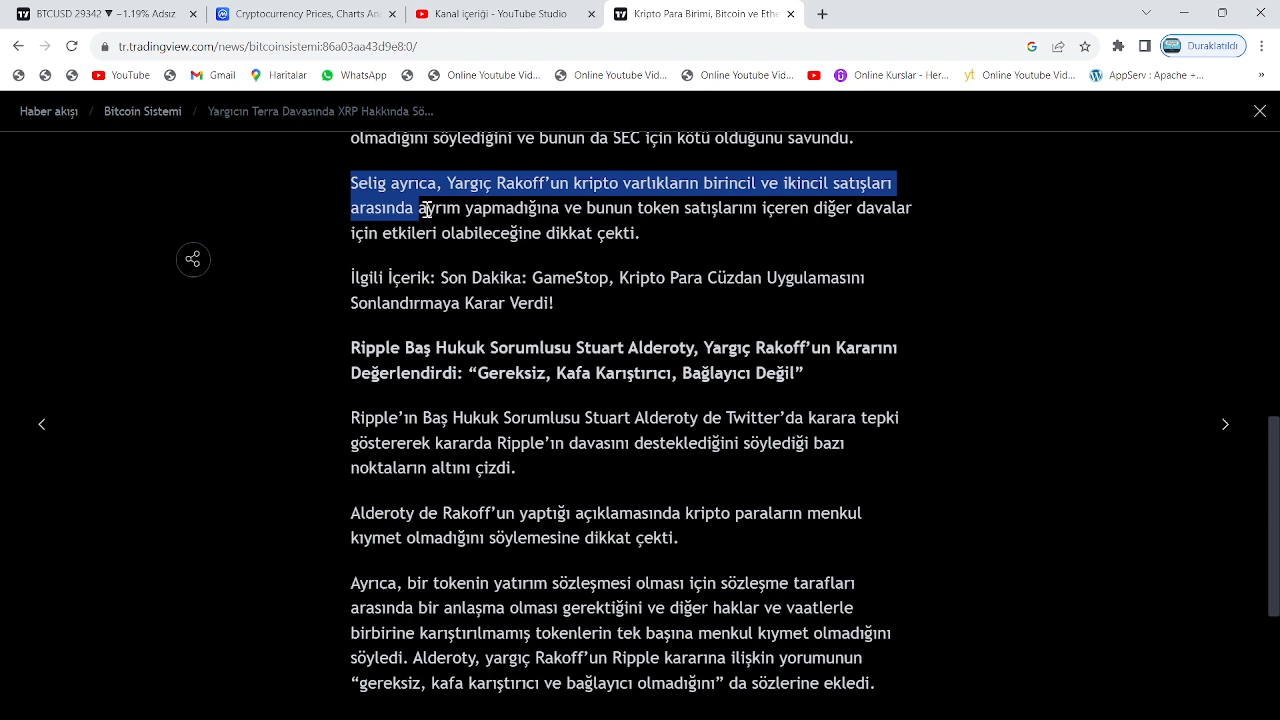 BTCUSD 29342 ▼ −1.19% Adsız
Cryptocurrency Prices, Charts An
Kanal içeriği - YouTube Studio
Kripto Para Birimi, Bitcoin ve Ethe
tr.tradingview.com/news/bitcoinsistemi:86a03aa43d9e8:0/
Duraklatıldı
YouTube
Gmail
Haritalar
WhatsApp
Online Youtube Vid...
Online Youtube Vid...
Online Youtube Vid...
Online Kurslar - Her...
yt Online Youtube Vid...
AppServ : Apache +...
»
Haber akışı / Bitcoin Sistemi / Yargıcın Terra Davasında XRP Hakkında Sö...
olmadığını söylediğini ve bunun da SEC için kötü olduğunu savundu.
Selig ayrıca, Yargıç Rakoff’un kripto varlıkların birincil ve ikincil satışları
arasında ayrım yapmadığına ve bunun token satışlarını içeren diğer davalar
için etkileri olabileceğine dikkat çekti.
İlgili İçerik: Son Dakika: GameStop, Kripto Para Cüzdan Uygulamasını
Sonlandırmaya Karar Verdi!
Ripple Baş Hukuk Sorumlusu Stuart Alderoty, Yargıç Rakoff’un Kararını
Değerlendirdi: “Gereksiz, Kafa Karıştırıcı, Bağlayıcı Değil”
Ripple’ın Baş Hukuk Sorumlusu Stuart Alderoty de Twitter’da karara tepki
göstererek kararda Ripple’ın davasını desteklediğini söylediği bazı
noktaların altını çizdi.
Alderoty de Rakoff’un yaptığı açıklamasında kripto paraların menkul
kıymet olmadığını söylemesine dikkat çekti.
Ayrıca, bir tokenin yatırım sözleşmesi olması için sözleşme tarafları
arasında bir anlaşma olması gerektiğini ve diğer haklar ve vaatlerle
birbirine karıştırılmamış tokenlerin tek başına menkul kıymet olmadığını
söyledi. Alderoty, yargıç Rakoff’un Ripple kararına ilişkin yorumunun
“gereksiz, kafa karıştırıcı ve bağlayıcı olmadığını” da sözlerine ekledi.